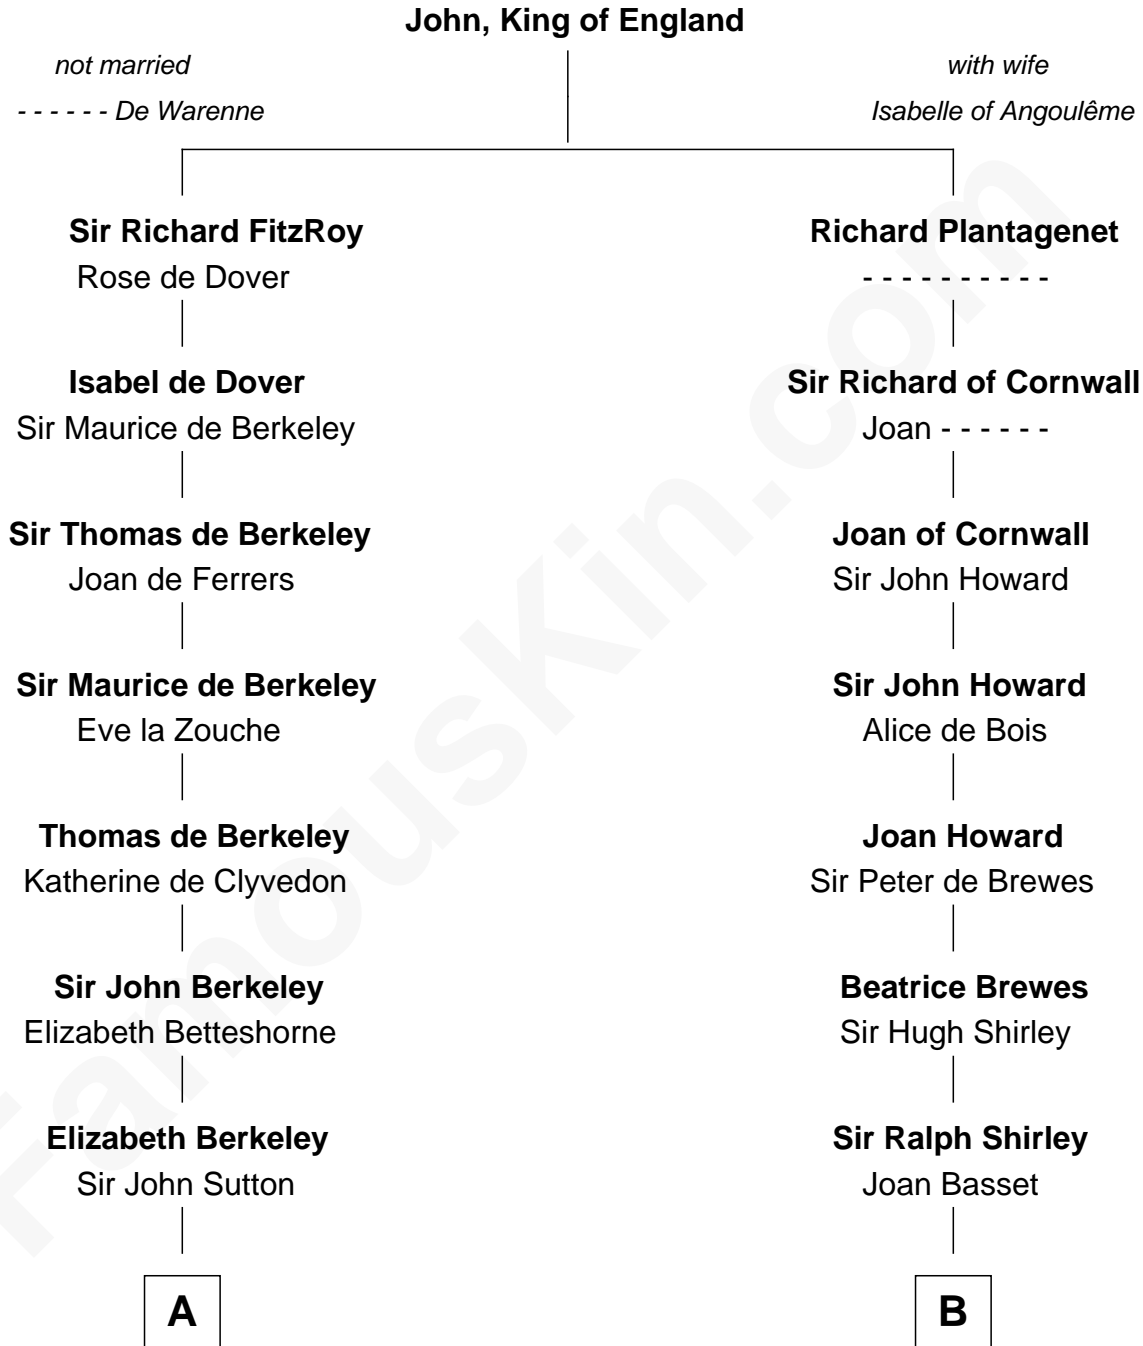 John, King of England
not married
with wife
- - - - - - De Warenne
Isabelle of Angoulême
Sir Richard FitzRoy
Rose de Dover
Richard Plantagenet
- - - - - - - - - -
Isabel de Dover
Sir Maurice de Berkeley
Sir Richard of Cornwall
Joan - - - - - -
Sir Thomas de Berkeley
Joan de Ferrers
Joan of Cornwall
Sir John Howard
Sir Maurice de Berkeley
Eve la Zouche
Sir John Howard
Alice de Bois
Thomas de Berkeley
Katherine de Clyvedon
Joan Howard
Sir Peter de Brewes
Sir John Berkeley
Elizabeth Betteshorne
Beatrice Brewes
Sir Hugh Shirley
Elizabeth Berkeley
Sir John Sutton
Sir Ralph Shirley
Joan Basset
A
B
FamousKin.com